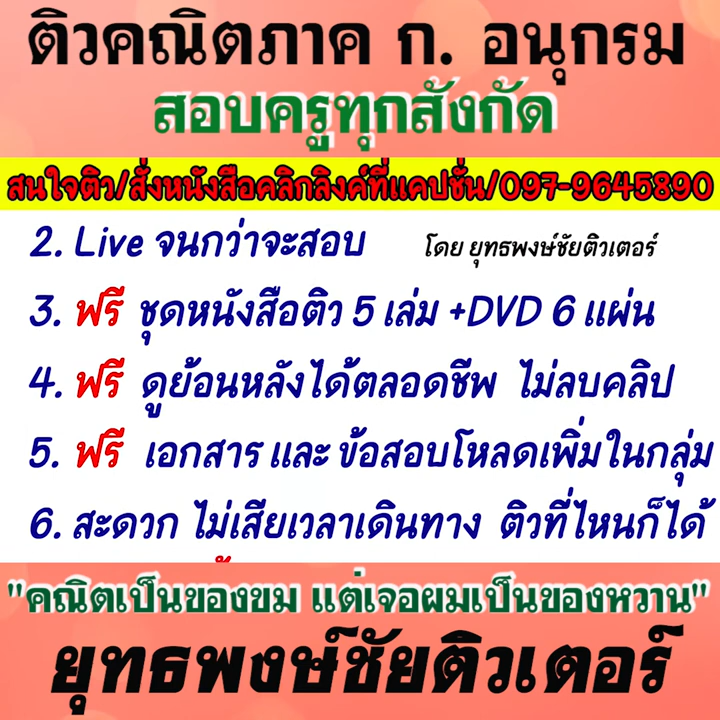 ติวคณิตภาค ก. อนุกรม
สอบครูทุกสังกัด
สนใจติว/สั่งหนังสือคลิกลิงค์ที่แคปชั่น/097-9645890
2. Live จนกว่าจะสอบ โดย ยุทธพงษ์ชัยติวเตอร์
3. ฟรี ชุดหนังสือติว 5 เล่ม +DVD 6 แผ่น
4. ฟรี ดูย้อนหลังได้ตลอดชีพ ไม่ลบคลิป
5. ฟรี เอกสาร และ ข้อสอบโหลดเพิ่มในกลุ่ม
6. สะดวก ไม่เสียเวลาเดินทาง ติวที่ไหนก็ได้
"คณิตเป็นของขม แต่เจอผมเป็นของหวาน"
ยุทธพงษ์ชัยติวเตอร์